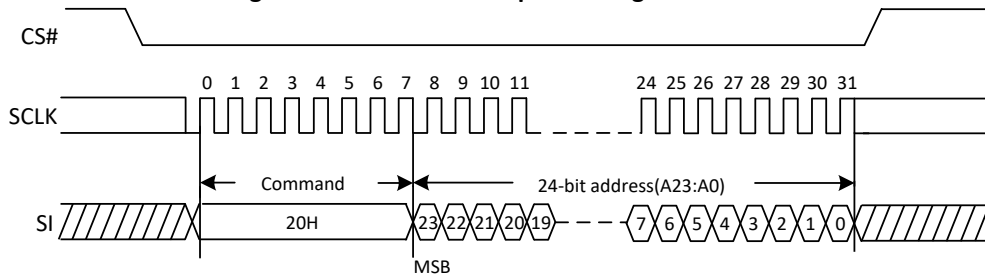 CS#
0 1 2 3 4 5 6 7 8 9 10 11 24 25 26 27 28 29 30 31
SCLK
Command 24-bit address(A23:A0)
SI 20H 23 22 21 20 19 7 6 5 4 3 2 1 0
MSB